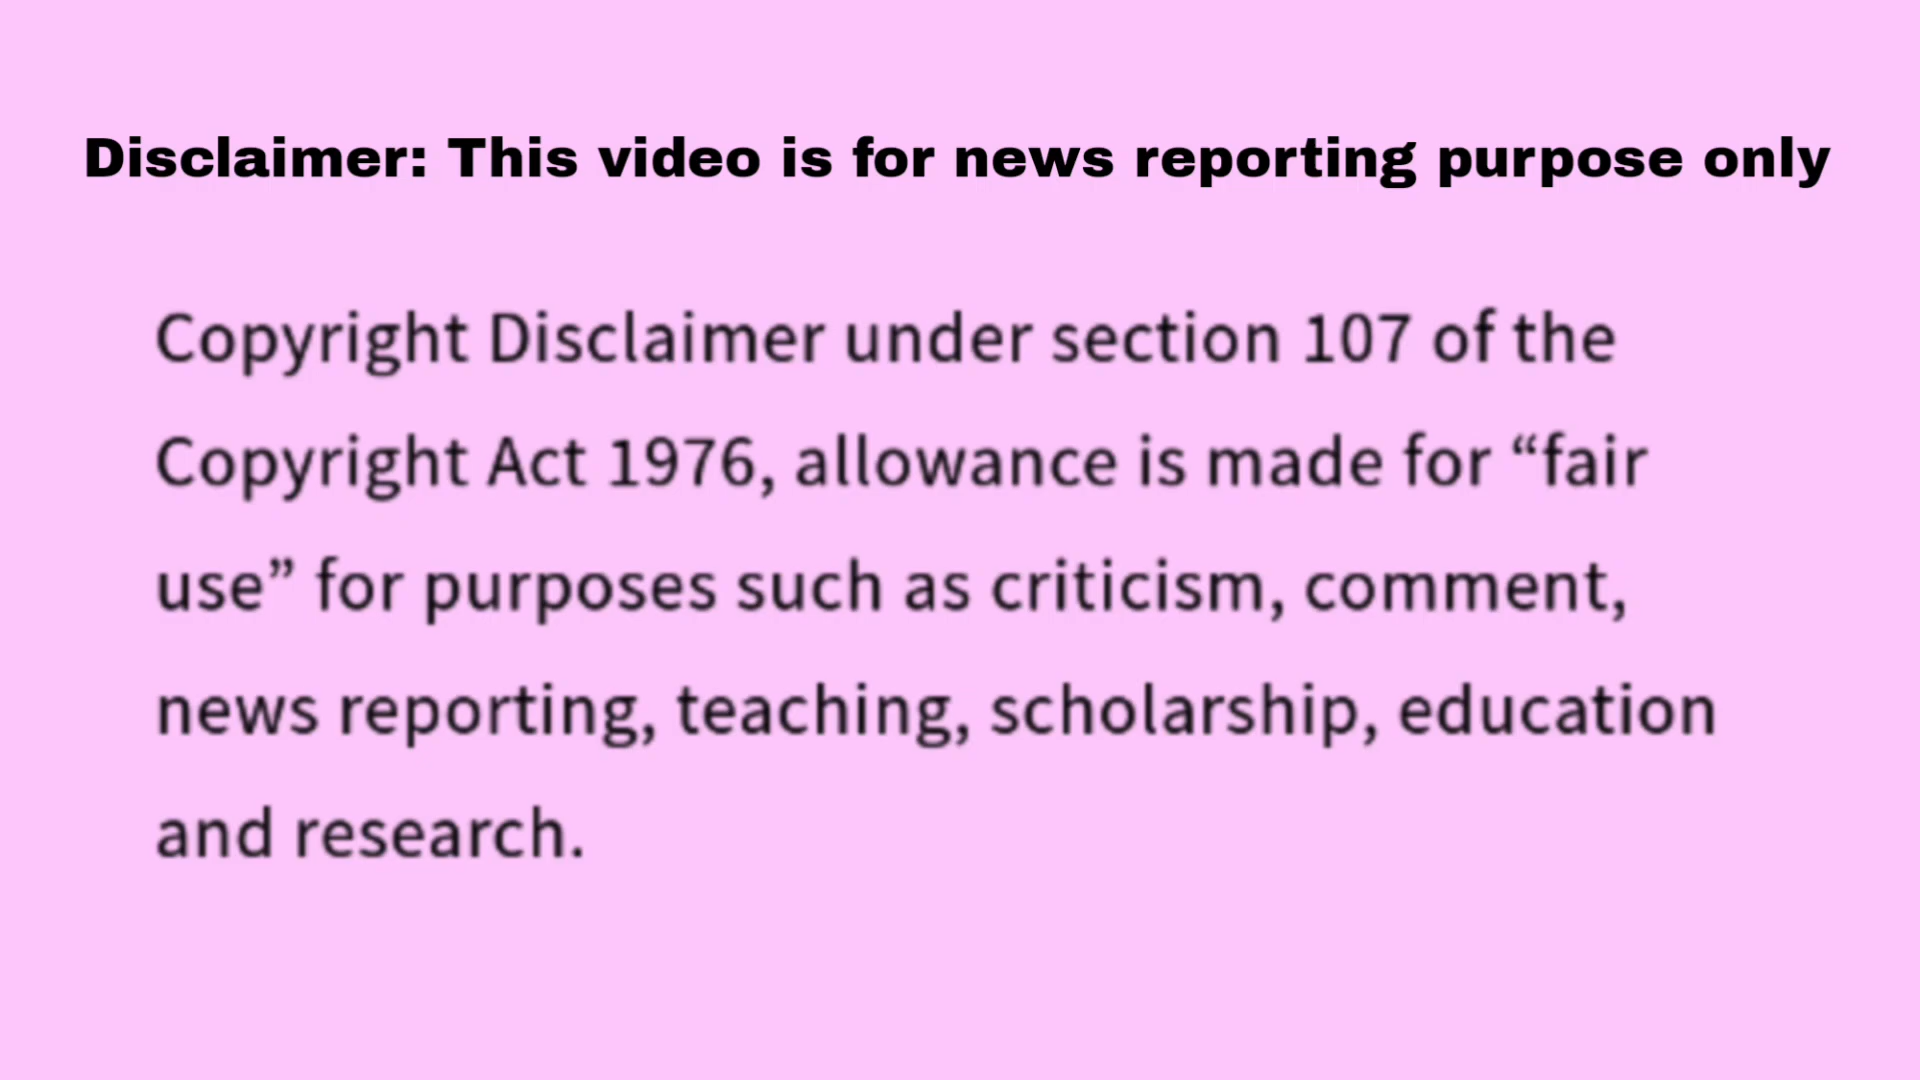 Disclaimer: This video is for news reporting purpose only
Copyright Disclaimer under section 107 of the
Copyright Act 1976, allowance is made for “fair
use” for purposes such as criticism, comment,
news reporting, teaching, scholarship, education
and research.